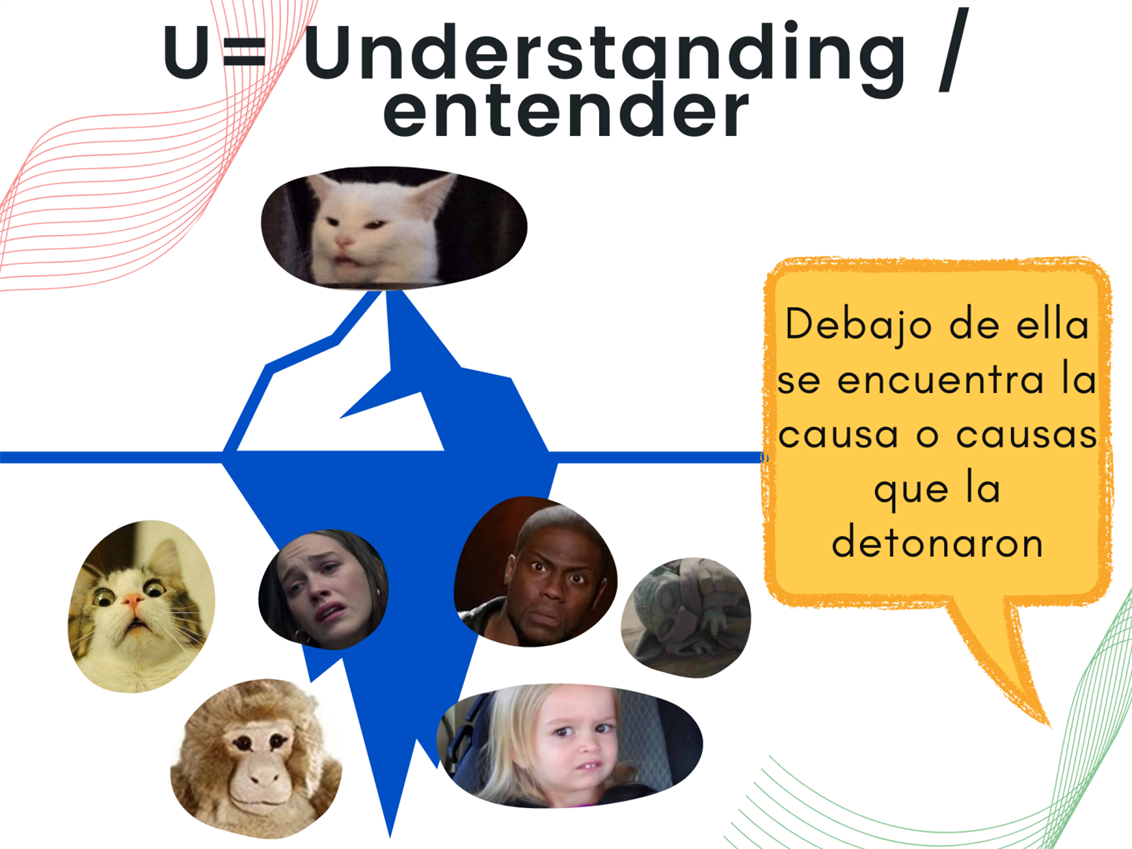 U= Understanding /
entender
Debajo de ella
se encuentra la
causa o causas
que la
detonaron